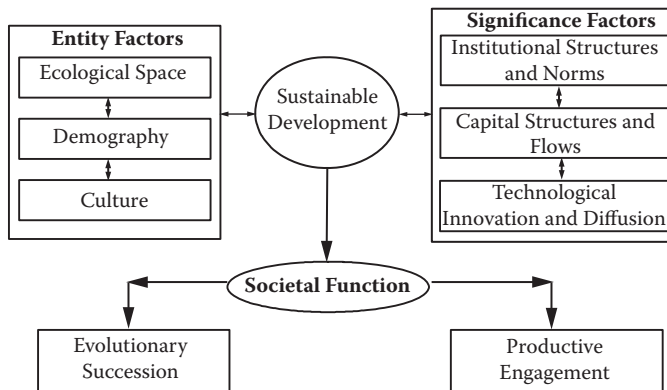 Entity Factors
Ecological Space
Demography
Culture
Sustainable
Development
Significance Factors
Institutional Structures
and Norms
Capital Structures and
Flows
Technological
Innovation and Diffusion
Societal Function
Evolutionary
Succession
Productive
Engagement